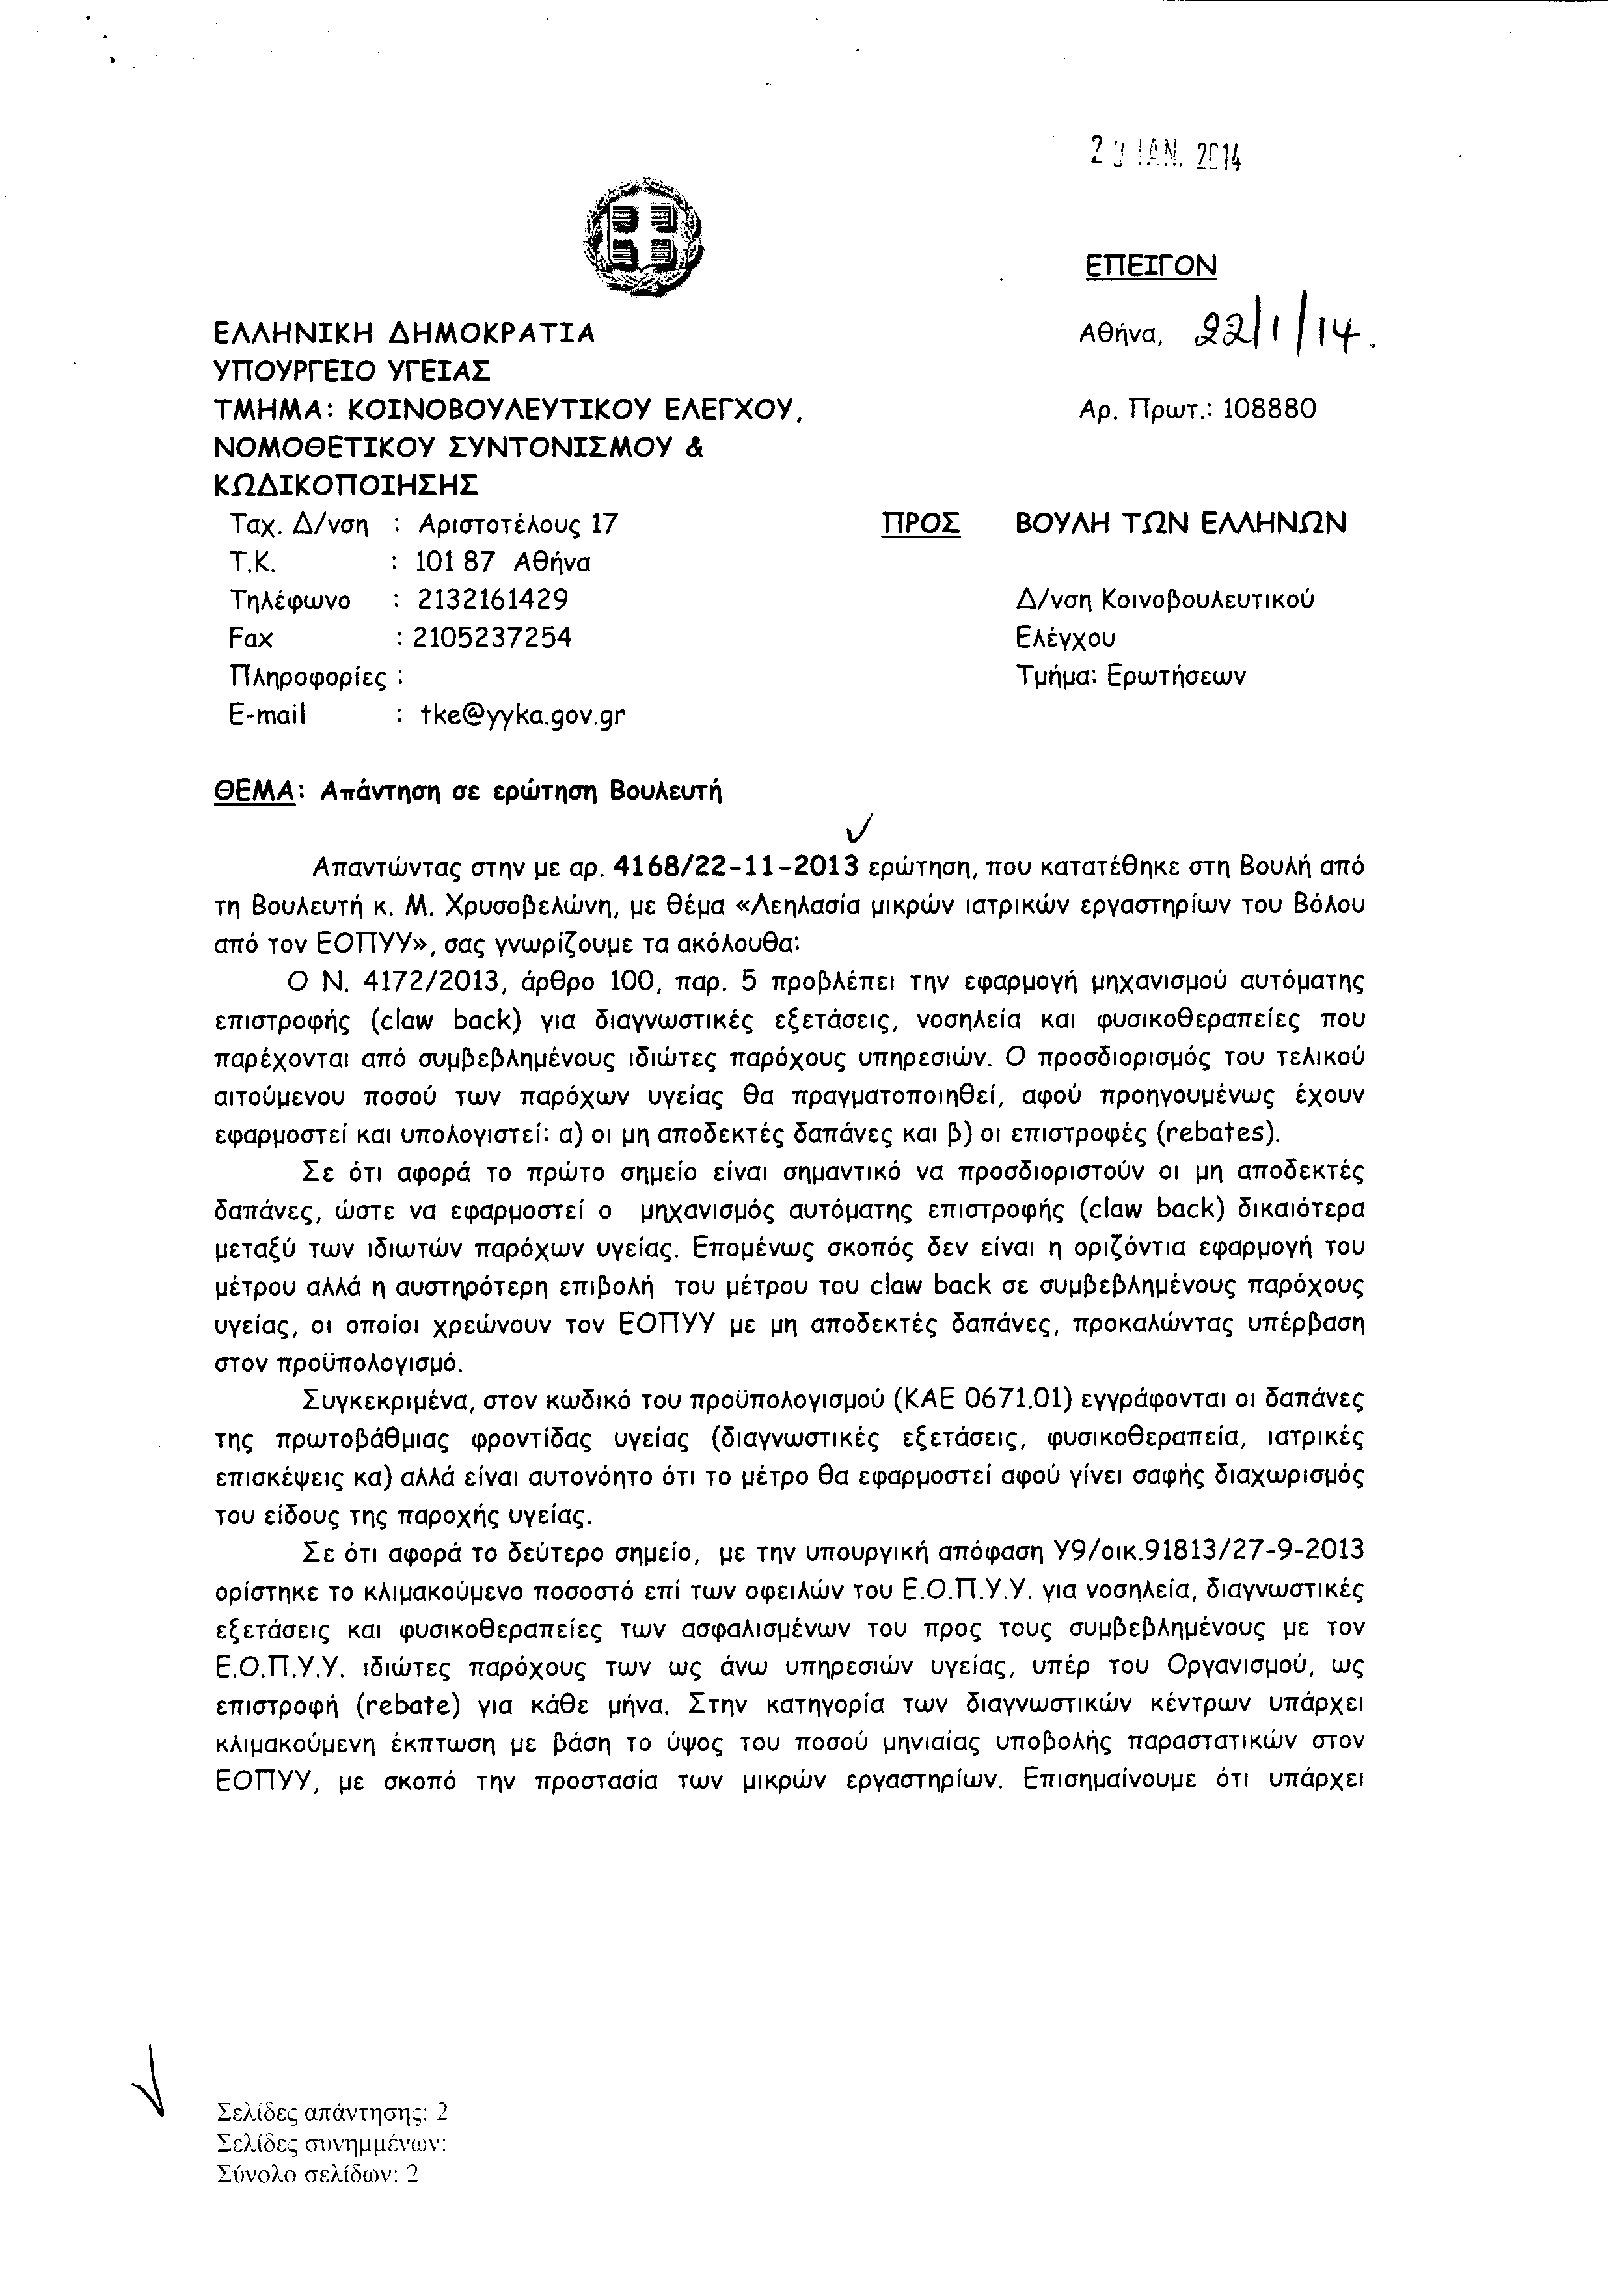 2 3 ΙΑΝ. 2014
ΕΠΕΙΓΟΝ
ΕΛΛΗΝΙΚΗ ΔΗΜΟΚΡΑΤΙΑ
Αθήνα, 22/1/14.
ΥΠΟΥΡΓΕΙΟ ΥΓΕΙΑΣ
ΤΜΗΜΑ: ΚΟΙΝΟΒΟΥΛΕΥΤΙΚΟΥ ΕΛΕΓΧΟΥ,
Αρ. Πρωτ.: 108880
ΝΟΜΟΘΕΤΙΚΟΥ ΣΥΝΤΟΝΙΣΜΟΥ &
ΚΩΔΙΚΟΠΟΙΗΣΗΣ
Ταχ. Δ/νση : Αριστοτέλους 17
ΠΡΟΣ ΒΟΥΛΗ ΤΩΝ ΕΛΛΗΝΩΝ
Τ.Κ. : 101 87 Αθήνα
Τηλέφωνο : 2132161429
Δ/νση Κοινοβουλευτικού
Fax : 2105237254
Ελέγχου
Πληροφορίες :
Τμήμα: Ερωτήσεων
E-mail : tke@yyka.gov.gr
ΘΕΜΑ: Απάντηση σε ερώτηση Βουλευτή
Απαντώντας στην με αρ. 4168/22-11-2013 ερώτηση, που κατατέθηκε στη Βουλή από
τη Βουλευτή κ. Μ. Χρυσοβελώνη, με θέμα «Λεηλασία μικρών ιατρικών εργαστηρίων του Βόλου
από τον ΕΟΠΥΥ», σας γνωρίζουμε τα ακόλουθα:
Ο Ν. 4172/2013, άρθρο 100, παρ. 5 προβλέπει την εφαρμογή μηχανισμού αυτόματης
επιστροφής (claw back) για διαγνωστικές εξετάσεις, νοσηλεία και φυσικοθεραπείες που
παρέχονται από συμβεβλημένους ιδιώτες παρόχους υπηρεσιών. Ο προσδιορισμός του τελικού
αιτούμενου ποσού των παρόχων υγείας θα πραγματοποιηθεί, αφού προηγουμένως έχουν
εφαρμοστεί και υπολογιστεί: α) οι μη αποδεκτές δαπάνες και β) οι επιστροφές (rebates).
Σε ότι αφορά το πρώτο σημείο είναι σημαντικό να προσδιοριστούν οι μη αποδεκτές
δαπάνες, ώστε να εφαρμοστεί ο μηχανισμός αυτόματης επιστροφής (claw back) δικαιότερα
μεταξύ των ιδιωτών παρόχων υγείας. Επομένως σκοπός δεν είναι η οριζόντια εφαρμογή του
μέτρου αλλά η αυστηρότερη επιβολή του μέτρου του claw back σε συμβεβλημένους παρόχους
υγείας, οι οποίοι χρεώνουν τον ΕΟΠΥΥ με μη αποδεκτές δαπάνες, προκαλώντας υπέρβαση
στον προϋπολογισμό.
Συγκεκριμένα, στον κωδικό του προϋπολογισμού (ΚΑΕ 0671.01) εγγράφονται οι δαπάνες
της πρωτοβάθμιας φροντίδας υγείας (διαγνωστικές εξετάσεις, φυσικοθεραπεία, ιατρικές
επισκέψεις κα) αλλά είναι αυτονόητο ότι το μέτρο θα εφαρμοστεί αφού γίνει σαφής διαχωρισμός
του είδους της παροχής υγείας.
Σε ότι αφορά το δεύτερο σημείο, με την υπουργική απόφαση Υ9/οικ.91813/27-9-2013
ορίστηκε το κλιμακούμενο ποσοστό επί των οφειλών του Ε.Ο.Π.Υ.Υ. για νοσηλεία, διαγνωστικές
εξετάσεις και φυσικοθεραπείες των ασφαλισμένων του προς τους συμβεβλημένους με τον
Ε.Ο.Π.Υ.Υ. ιδιώτες παρόχους των ως άνω υπηρεσιών υγείας, υπέρ του Οργανισμού, ως
επιστροφή (rebate) για κάθε μήνα. Στην κατηγορία των διαγνωστικών κέντρων υπάρχει
κλιμακούμενη έκπτωση με βάση το ύψος του ποσού μηνιαίας υποβολής παραστατικών στον
ΕΟΠΥΥ, με σκοπό την προστασία των μικρών εργαστηρίων. Επισημαίνουμε ότι υπάρχει
Σελίδες απάντησης: 2
Σελίδες συνημμένων:
Σύνολο σελίδων: 2